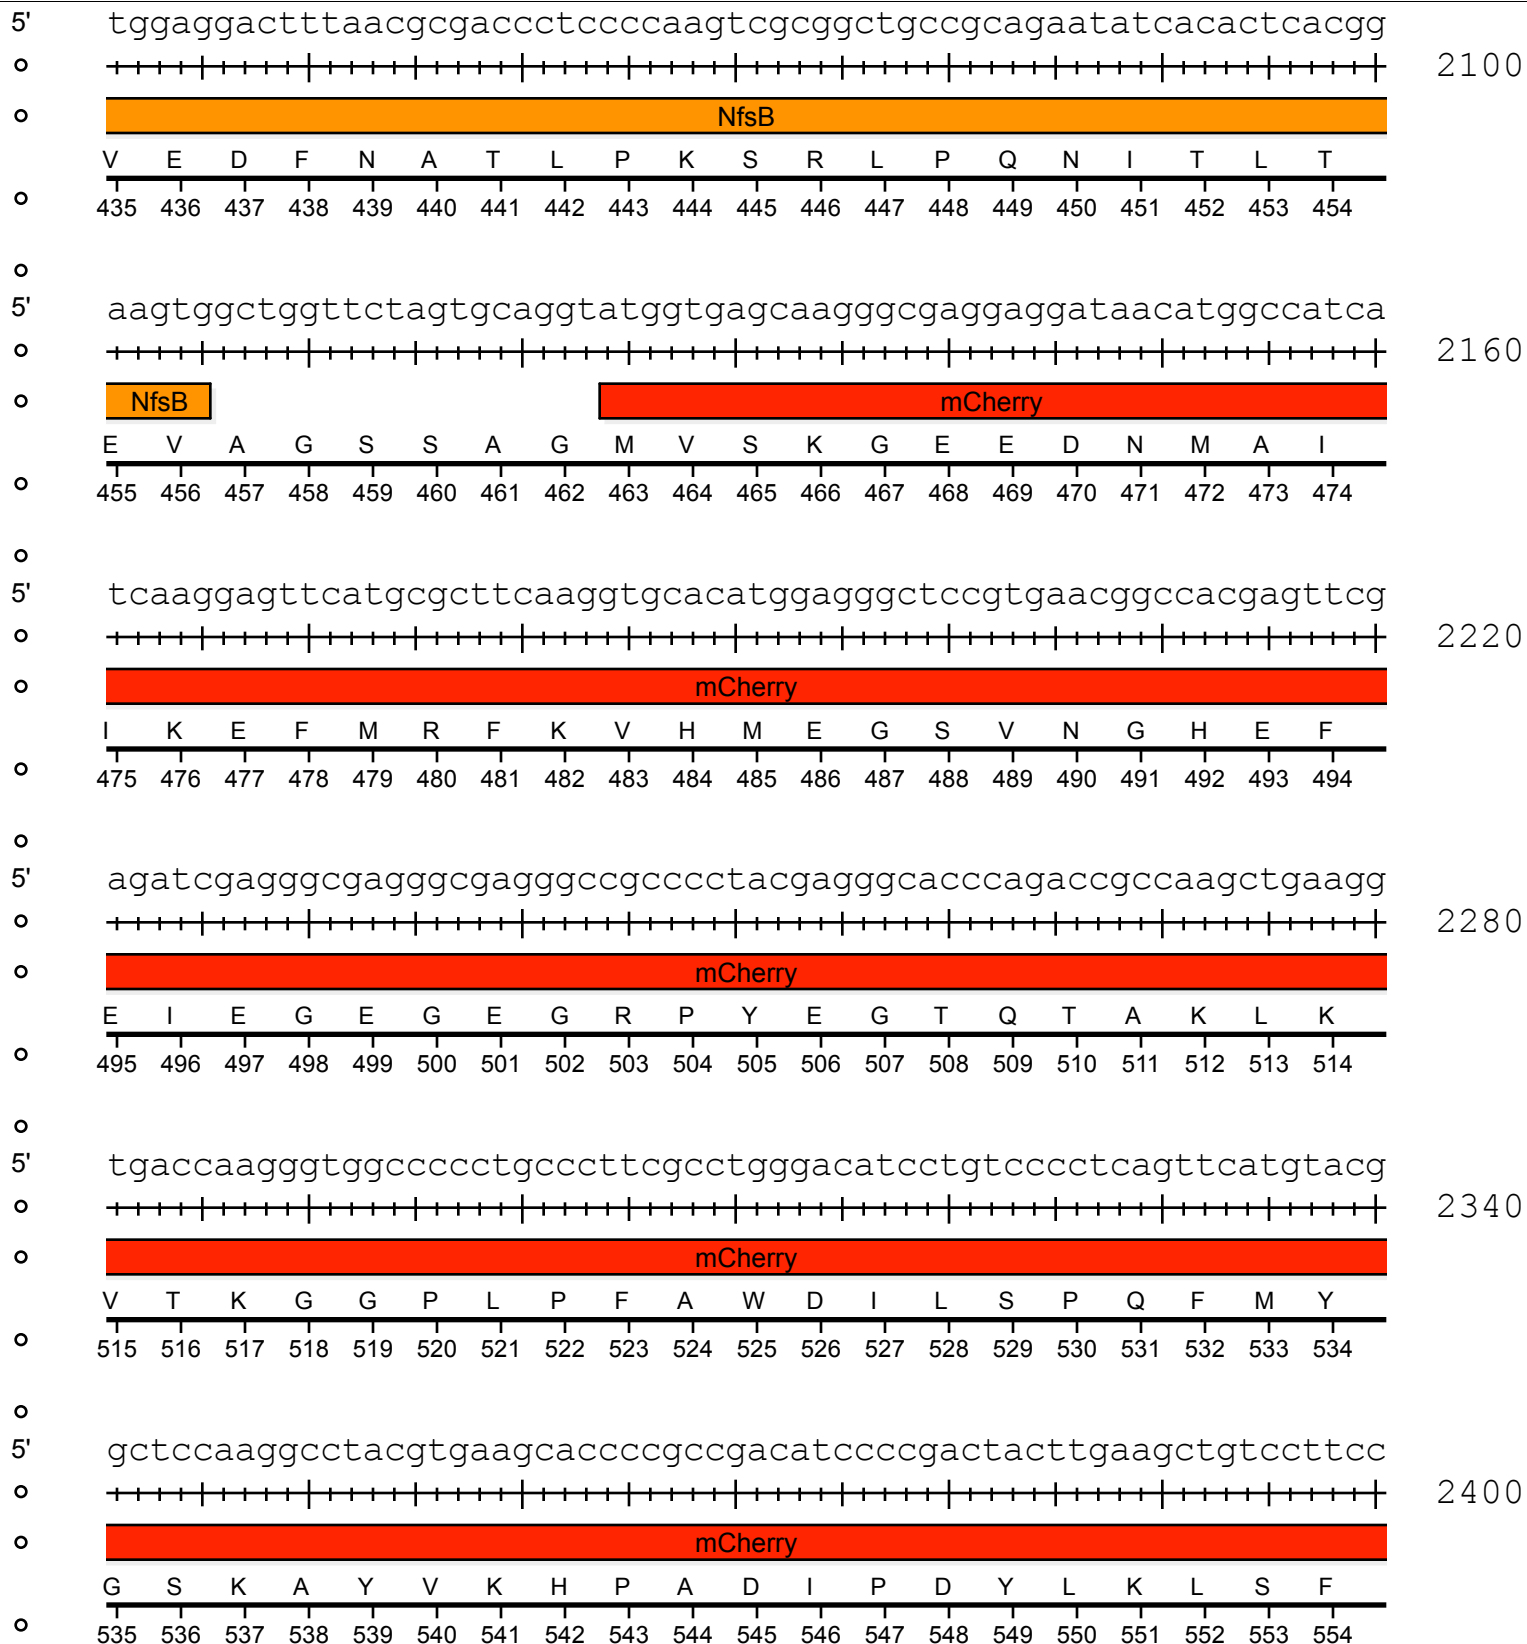 5' tggaggactttaacgcgaccctccccaagtcgcggctgccgcagaatatcacactcacgg
2100
NfsB
V E D F N A T L P K S R L P Q N I T L T
435 436 437 438 439 440 441 442 443 444 445 446 447 448 449 450 451 452 453 454
5' aagtggctggttctagtgcaggtatggtgagcaagggcgaggaggataacatggccatca
2160
NfsB mCherry
E V A G S S A G M V S K G E E D N M A I
455 456 457 458 459 460 461 462 463 464 465 466 467 468 469 470 471 472 473 474
5' tcaaggagttcatgcgcttcaaggtgcacatggagggctccgtgaacggccacgagttcg
2220
mCherry
I K E F M R F K V H M E G S V N G H E F
475 476 477 478 479 480 481 482 483 484 485 486 487 488 489 490 491 492 493 494
5' agatcgagggcgagggcgagggccgcccctacgagggcacccagaccgccaagctgaagg
2280
mCherry
E I E G E G E G R P Y E G T Q T A K L K
495 496 497 498 499 500 501 502 503 504 505 506 507 508 509 510 511 512 513 514
5' tgaccaagggtggccccctgcccttcgcctgggacatcctgtcccctcagttcatgtacg
2340
mCherry
V T K G G P L P F A W D I L S P Q F M Y
515 516 517 518 519 520 521 522 523 524 525 526 527 528 529 530 531 532 533 534
5' gctccaaggcctacgtgaagcaccccgccgacatccccgactacttgaagctgtccttcc
2400
mCherry
G S K A Y V K H P A D I P D Y L K L S F
535 536 537 538 539 540 541 542 543 544 545 546 547 548 549 550 551 552 553 554